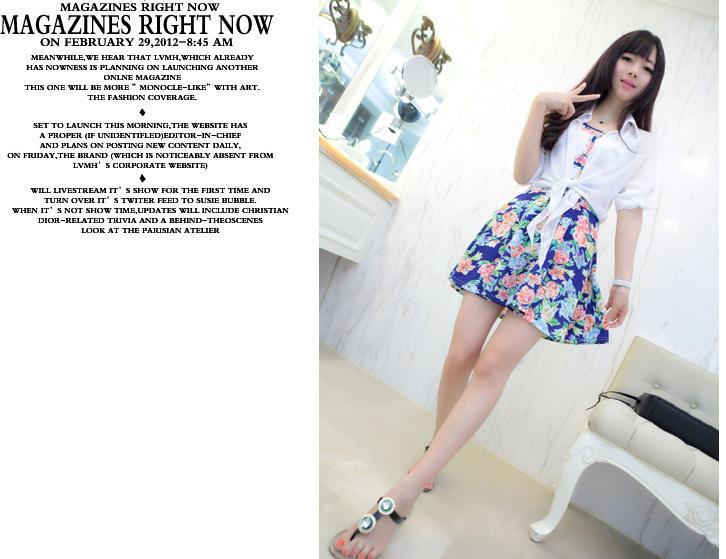 MAGAZINES RIGHT NOW
MAGAZINES RIGHT NOW
ON FEBRUARY 29,2012-8:45 AM
MEANWHILE,WE HEAR THAT LVMH,WHICH ALREADY
HAS NOWNESS IS PLANNING ON LAUNCHING ANOTHER
ONLNE MAGAZINE
THIS ONE WILL BE MORE " MONOCLE-LIKE" WITH ART.
THE FASHION COVERAGE.
♦
SET TO LAUNCH THIS MORNING,THE WEBSITE HAS
A PROPER (IF UNIDENTIFLED)EDITOR-IN-CHIEF
AND PLANS ON POSTING NEW CONTENT DAILY,
ON FRIDAY,THE BRAND (WHICH IS NOTICEABLY ABSENT FROM
LVMH' S CORPORATE WEBSITE)
♦
WILL LIVESTREAM IT' S SHOW FOR THE FIRST TIME AND
TURN OVER IT' S TWITER FEED TO SUSIE BUBBLE.
WHEN IT' S NOT SHOW TIME,UPDATES WILL INCLUDE CHRISTIAN
DIOR-RELATED TRIVIA AND A BEHIND-THEOSCENES
LOOK AT THE PARISIAN ATELIER